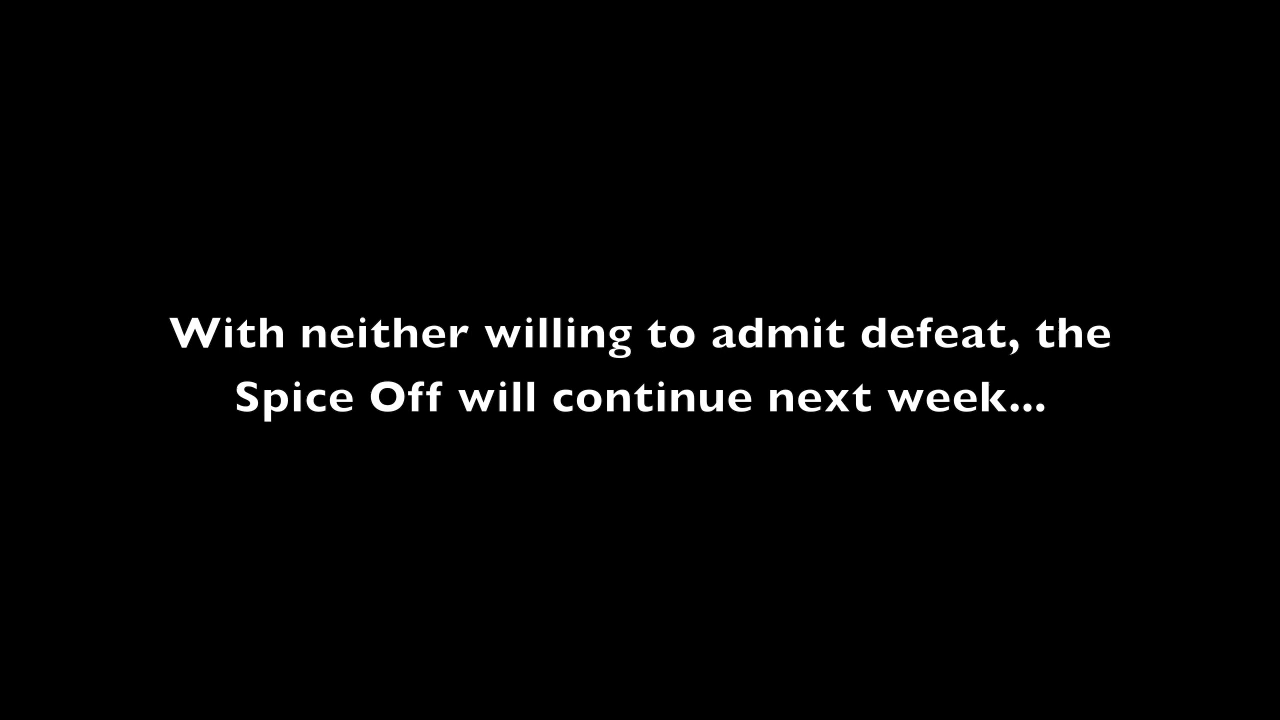 With neither willing to admit defeat, the
Spice Off will continue next week...